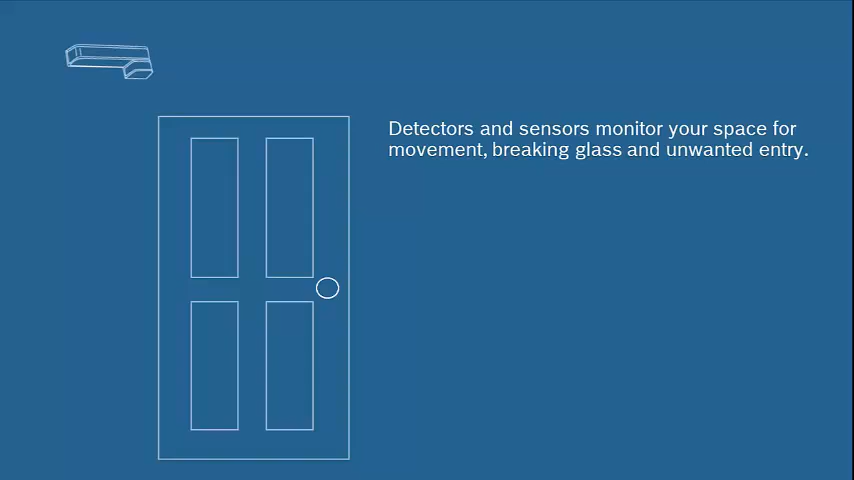 Detectors and sensors monitor your space for
movement, breaking glass and unwanted entry.